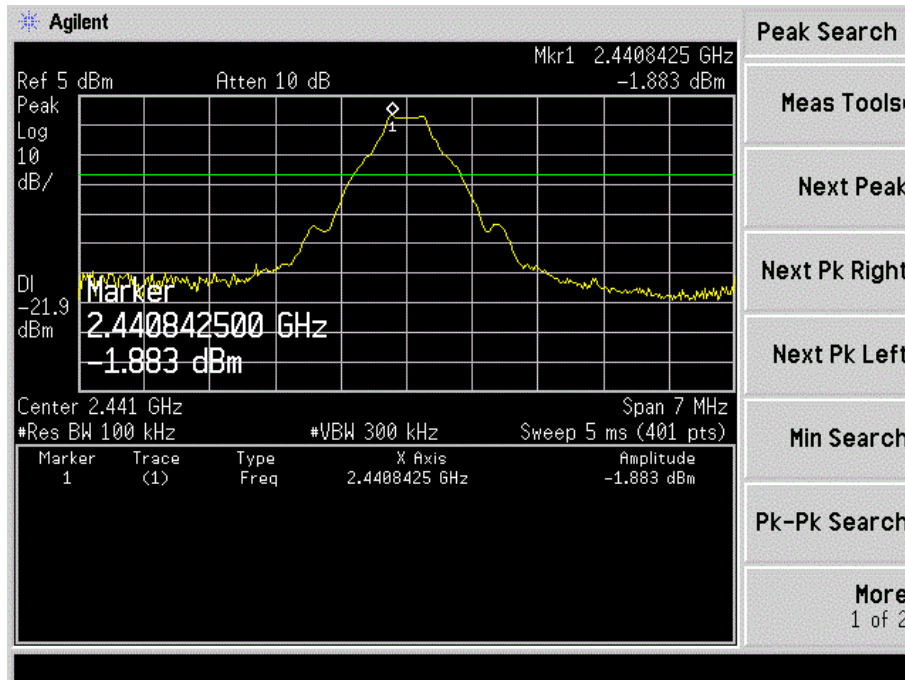 Agilent
Peak Search
Mkr1 2.4408425 GHz
Ref 5 dBm Atten 10 dB -1.883 dBm
Peak
Log
10
dB/
1
DI
-21.9
dBm
Marker
2.440842500 GHz
-1.883 dBm
Center 2.441 GHz Span 7 MHz
#Res BW 100 kHz #VBW 300 kHz Sweep 5 ms (401 pts)
Marker Trace Type X Axis Amplitude
1 (1) Freq 2.4408425 GHz -1.883 dBm
Meas Tools
Next Peak
Next Pk Right
Next Pk Left
Min Search
Pk-Pk Search
More
1 of 2